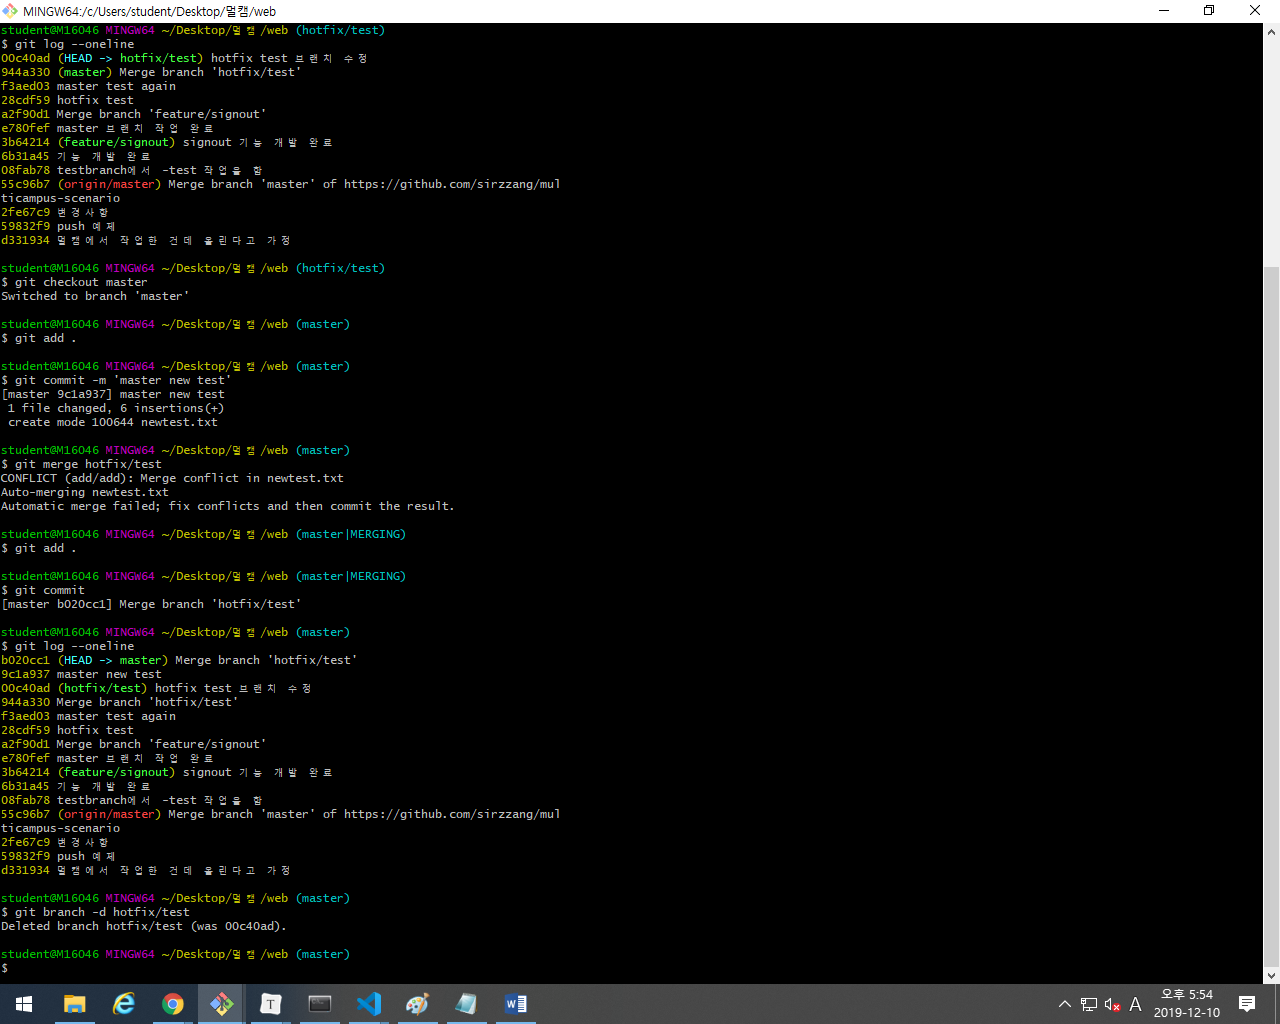 MINGW64:/c/Users/student/Desktop/멀캠/web
student@M16046 MINGW64 ~/Desktop/멀캠/web (hotfix/test)
$ git log --oneline
00c40ad (HEAD -> hotfix/test) hotfix test 브랜치 수정
944a330 (master) Merge branch 'hotfix/test'
f3aed03 master test again
28cdf59 hotfix test
a2f90d1 Merge branch 'feature/signout'
e780fef master 브랜치 작업 완료
3b64214 (feature/signout) signout 기능 개발 완료
6b31a45 기능 개발 완료
08fab78 testbranch에서 -test 작업을 함
55c96b7 (origin/master) Merge branch 'master' of https://github.com/sirzzang/mul
ticampus-scenario
2fe67c9 변경사항
59832f9 push 예제
d331934 멀캠에서 작업한 건데 올린다고 가정
student@M16046 MINGW64 ~/Desktop/멀캠/web (hotfix/test)
$ git checkout master
Switched to branch 'master'
student@M16046 MINGW64 ~/Desktop/멀캠/web (master)
$ git add .
student@M16046 MINGW64 ~/Desktop/멀캠/web (master)
$ git commit -m 'master new test'
[master 9c1a937] master new test
1 file changed, 6 insertions(+)
create mode 100644 newtest.txt
student@M16046 MINGW64 ~/Desktop/멀캠/web (master)
$ git merge hotfix/test
CONFLICT (add/add): Merge conflict in newtest.txt
Auto-merging newtest.txt
Automatic merge failed; fix conflicts and then commit the result.
student@M16046 MINGW64 ~/Desktop/멀캠/web (master|MERGING)
$ git add .
student@M16046 MINGW64 ~/Desktop/멀캠/web (master|MERGING)
$ git commit
[master b020cc1] Merge branch 'hotfix/test'
student@M16046 MINGW64 ~/Desktop/멀캠/web (master)
$ git log --oneline
b020cc1 (HEAD -> master) Merge branch 'hotfix/test'
9c1a937 master new test
00c40ad (hotfix/test) hotfix test 브랜치 수정
944a330 Merge branch 'hotfix/test'
f3aed03 master test again
28cdf59 hotfix test
a2f90d1 Merge branch 'feature/signout'
e780fef master 브랜치 작업 완료
3b64214 (feature/signout) signout 기능 개발 완료
6b31a45 기능 개발 완료
08fab78 testbranch에서 -test 작업을 함
55c96b7 (origin/master) Merge branch 'master' of https://github.com/sirzzang/mul
ticampus-scenario
2fe67c9 변경사항
59832f9 push 예제
d331934 멀캠에서 작업한 건데 올린다고 가정
student@M16046 MINGW64 ~/Desktop/멀캠/web (master)
$ git branch -d hotfix/test
Deleted branch hotfix/test (was 00c40ad).
student@M16046 MINGW64 ~/Desktop/멀캠/web (master)
$
T
A
오후 5:54
2019-12-10